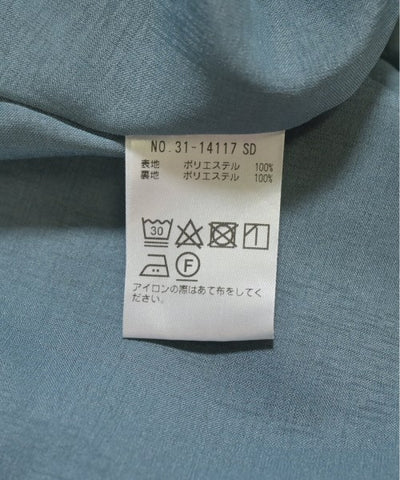 NO.31-14117 SD
表地 ポリエステル 100%
裏地 ポリエステル 100%
30
F
アイロンの際はあて布をしてく
ださい。